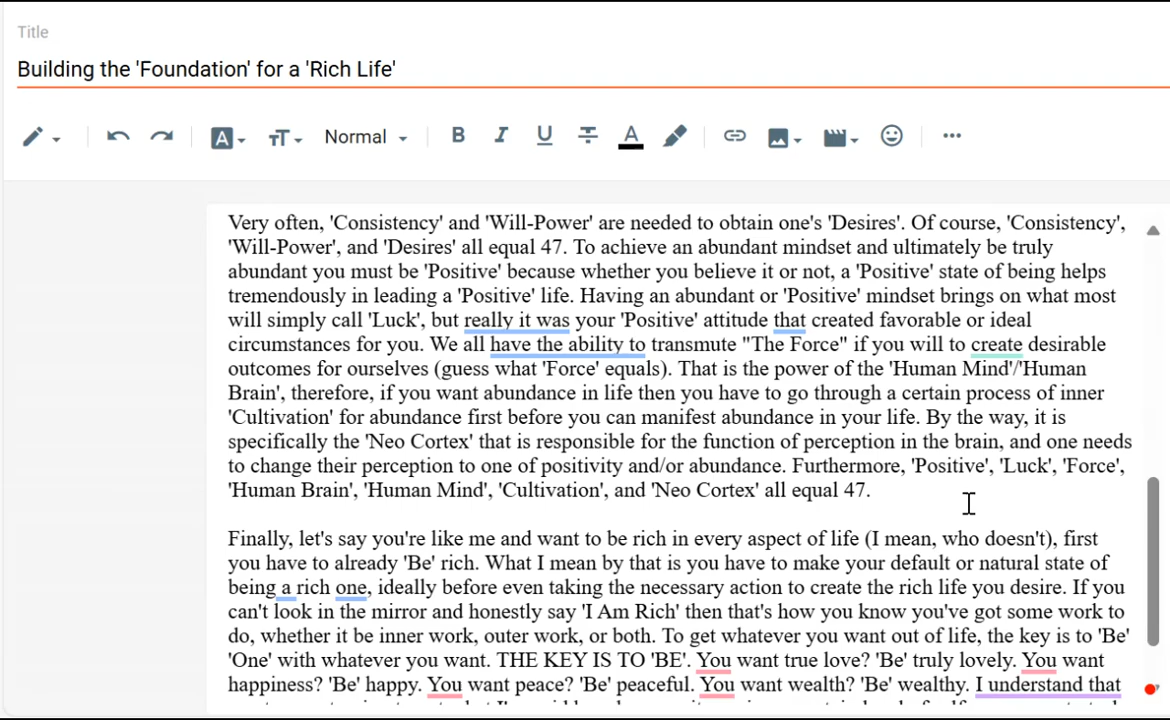 Title
Building the 'Foundation' for a 'Rich Life'
A
TT
Normal
B
I
U
A
Very often, 'Consistency' and 'Will-Power' are needed to obtain one's 'Desires'. Of course, 'Consistency',
'Will-Power', and 'Desires' all equal 47. To achieve an abundant mindset and ultimately be truly
abundant you must be 'Positive' because whether you believe it or not, a 'Positive' state of being helps
tremendously in leading a 'Positive' life. Having an abundant or 'Positive' mindset brings on what most
will simply call 'Luck', but really it was your 'Positive' attitude that created favorable or ideal
circumstances for you. We all have the ability to transmute "The Force" if you will to create desirable
outcomes for ourselves (guess what 'Force' equals). That is the power of the 'Human Mind'/'Human
Brain', therefore, if you want abundance in life then you have to go through a certain process of inner
'Cultivation' for abundance first before you can manifest abundance in your life. By the way, it is
specifically the 'Neo Cortex' that is responsible for the function of perception in the brain, and one needs
to change their perception to one of positivity and/or abundance. Furthermore, 'Positive', 'Luck', 'Force',
'Human Brain', 'Human Mind', 'Cultivation', and 'Neo Cortex' all equal 47.
Finally, let's say you're like me and want to be rich in every aspect of life (I mean, who doesn't), first
you have to already 'Be' rich. What I mean by that is you have to make your default or natural state of
being a rich one, ideally before even taking the necessary action to create the rich life you desire. If you
can't look in the mirror and honestly say 'I Am Rich' then that's how you know you've got some work to
do, whether it be inner work, outer work, or both. To get whatever you want out of life, the key is to 'Be'
'One' with whatever you want. THE KEY IS TO 'BE'. You want true love? 'Be' truly lovely. You want
happiness? 'Be' happy. You want peace? 'Be' peaceful. You want wealth? 'Be' wealthy. I understand that